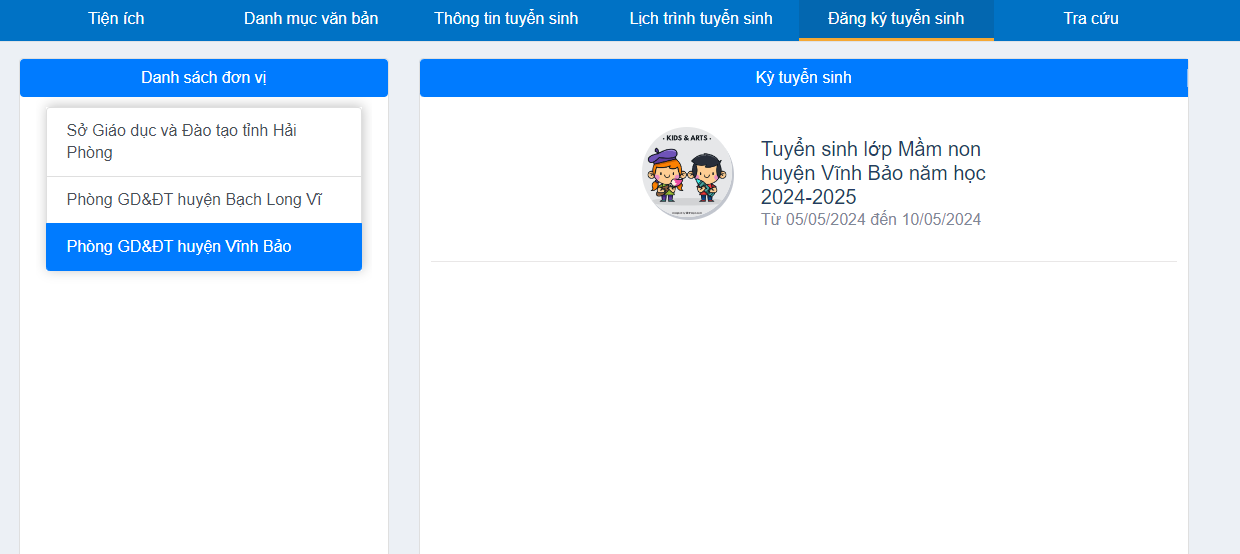 Tiện ích
Danh mục văn bản
Thông tin tuyển sinh
Lịch trình tuyển sinh
Đăng ký tuyển sinh
Tra cứu
Danh sách đơn vị
Sở Giáo dục và Đào tạo tỉnh Hải
Phòng
Phòng GD&ĐT huyện Bạch Long Vĩ
Phòng GD&ĐT huyện Vĩnh Bảo
Kỳ tuyển sinh
• KIDS & ARTS •
Tuyển sinh lớp Mầm non
huyện Vĩnh Bảo năm học
2024-2025
Từ 05/05/2024 đến 10/05/2024